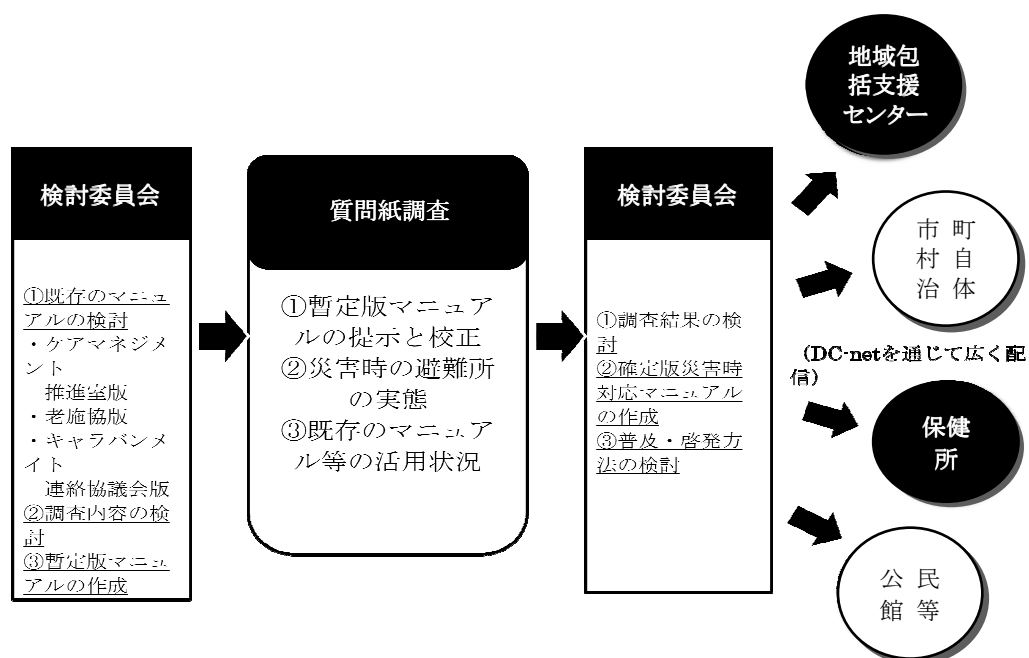 検討委員会
①既存のマニュ
アルの検討
・ケアマネジメ
ント
推進室版
・老施協版
・キャラバンメ
イト
連絡協議会版
②調査内容の検
討
③暫定版マニュ
アルの作成
質問紙調査
①暫定版マニュア
ルの提示と校正
②災害時の避難所
の実態
③既存のマニュア
ル等の活用状況
検討委員会
①調査結果の検
討
②確定版災害時
対応マニュアル
の作成
③普及・啓発方
法の検討
地域包
括支援
センター
市 町
村 自
治 体
（DC-netを通じて広く配
信）
保健
所
公 民
館 等